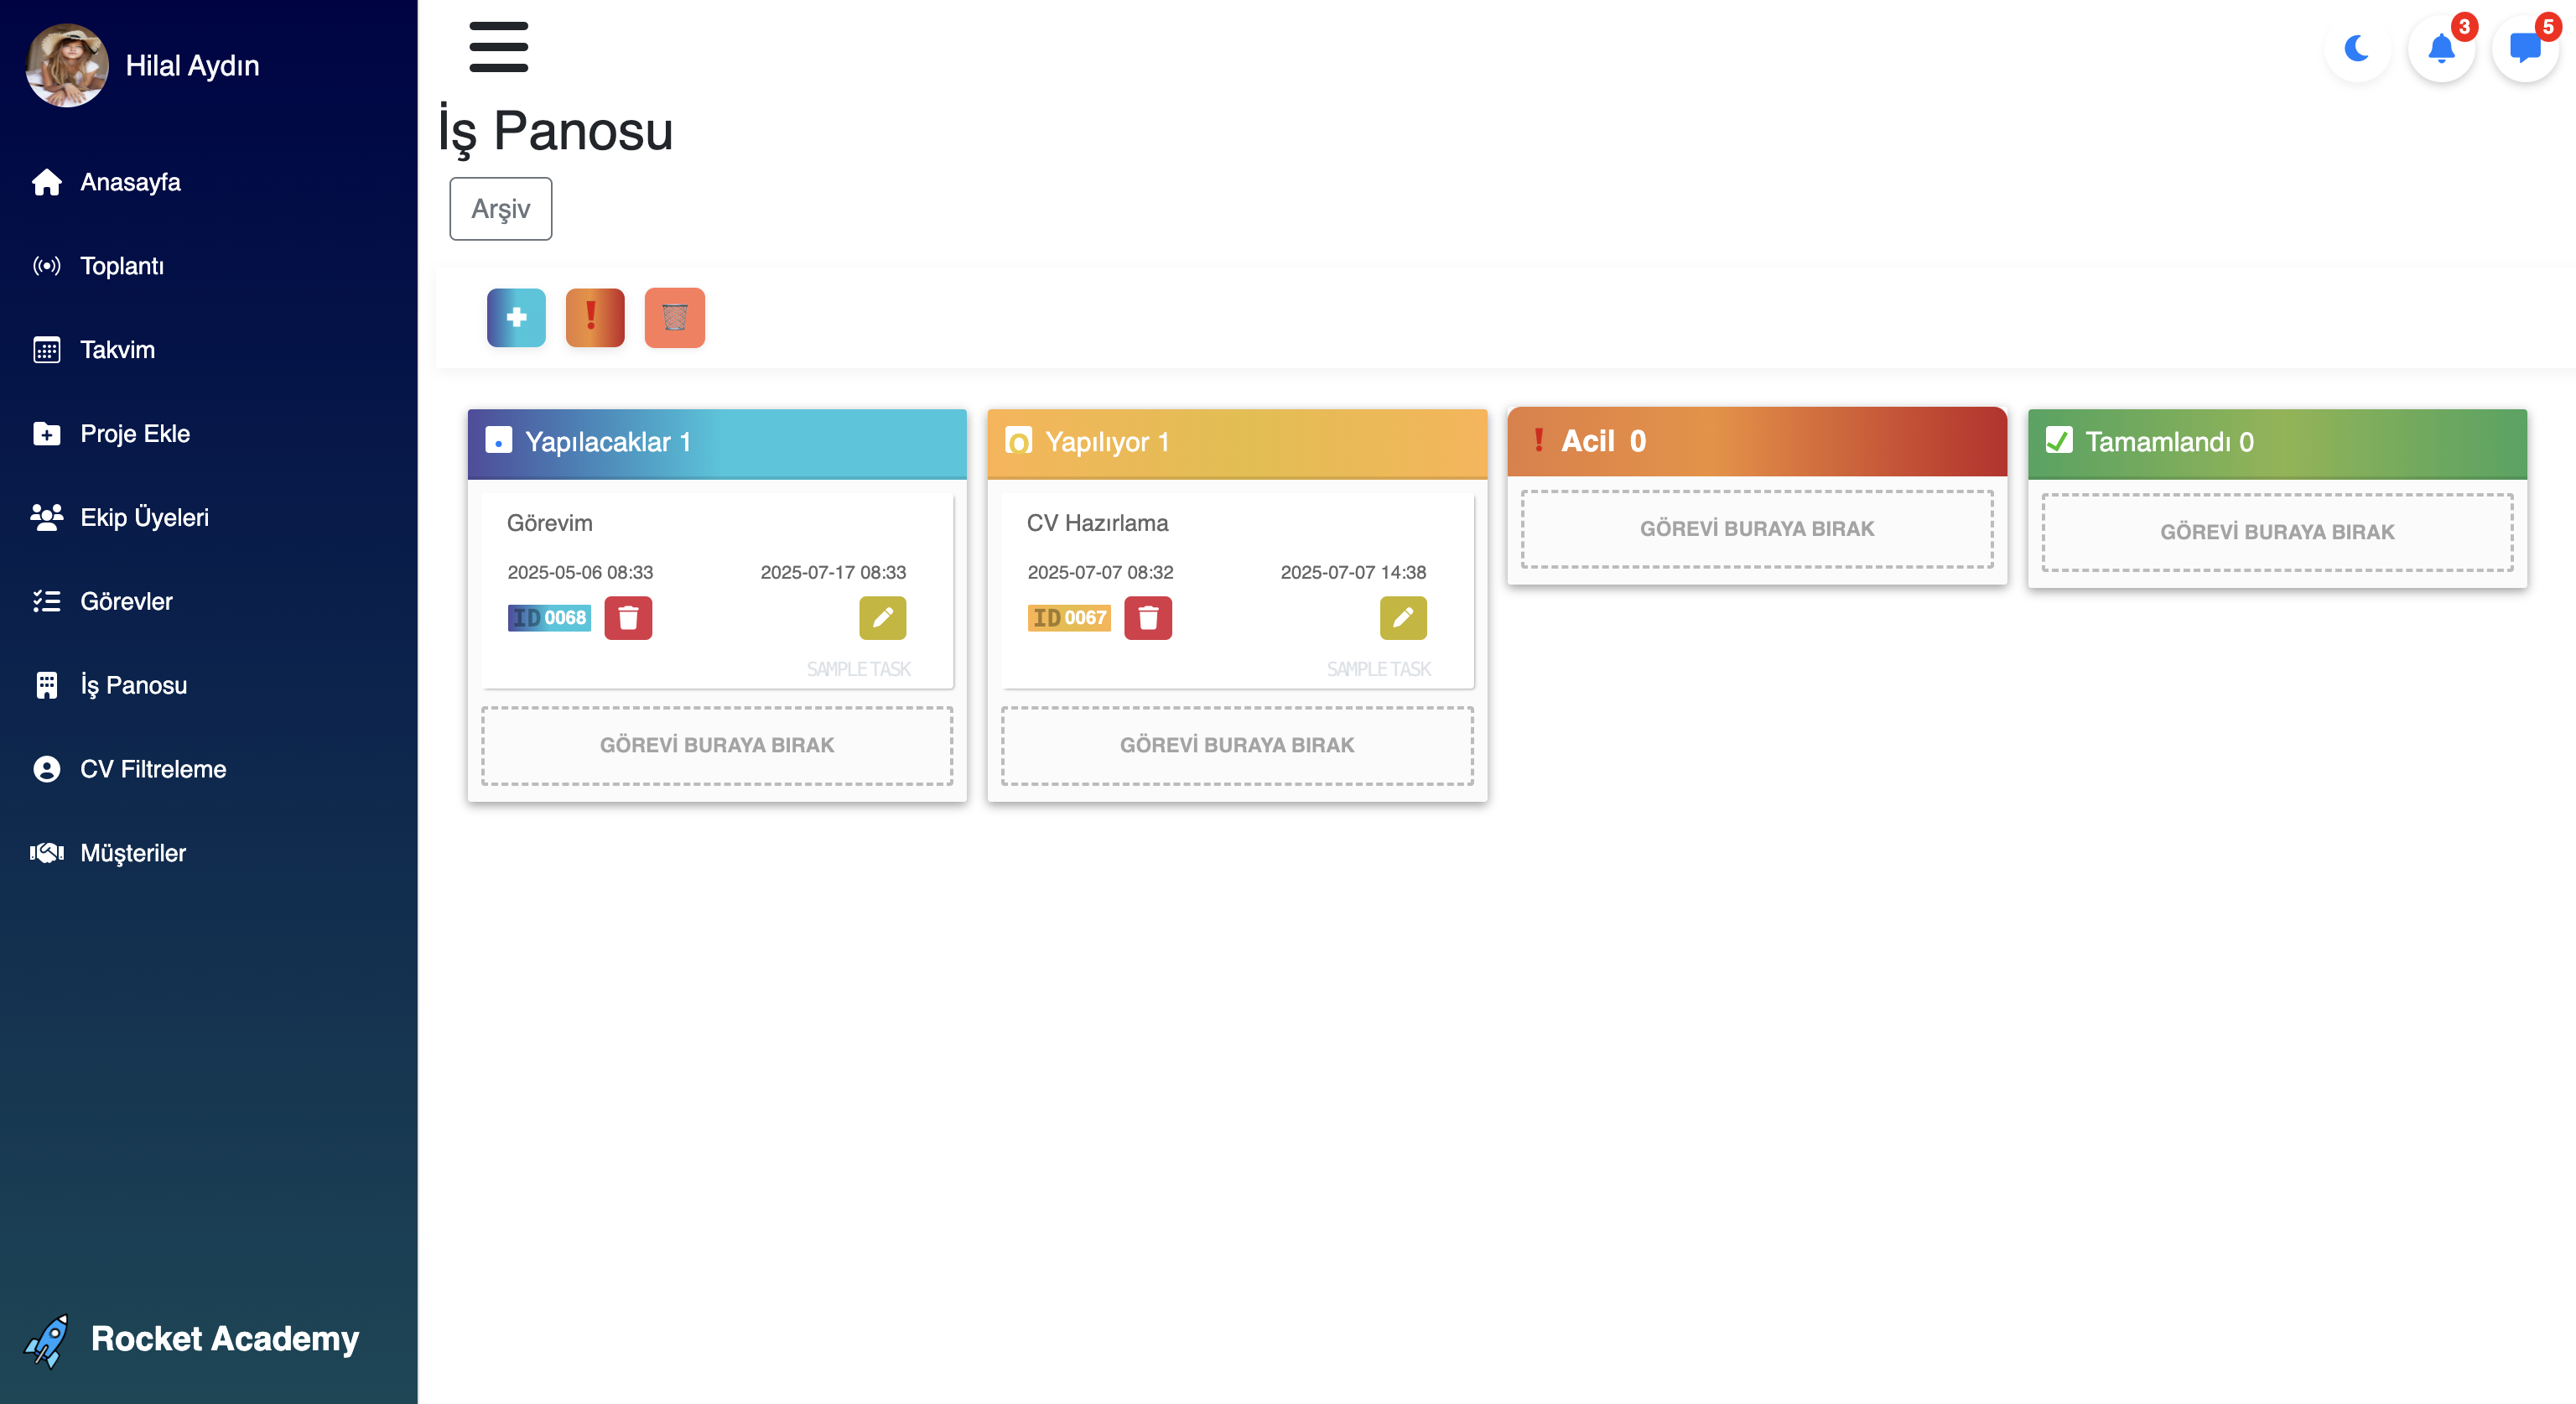 Hilal Aydın
Anasayfa
Toplantı
Takvim
Proje Ekle
Ekip Üyeleri
Görevler
İş Panosu
CV Filtreleme
Müşteriler
Rocket Academy
3
5
İş Panosu
Arşiv
Yapılacaklar 1
Görevim
2025-05-06 08:33 2025-07-17 08:33
ID 0068
SAMPLE TASK
GÖREVİ BURAYA BIRAK
Yapılıyor 1
CV Hazırlama
2025-07-07 08:32 2025-07-07 14:38
ID 0067
SAMPLE TASK
GÖREVİ BURAYA BIRAK
Acil 0
GÖREVİ BURAYA BIRAK
Tamamlandı 0
GÖREVİ BURAYA BIRAK